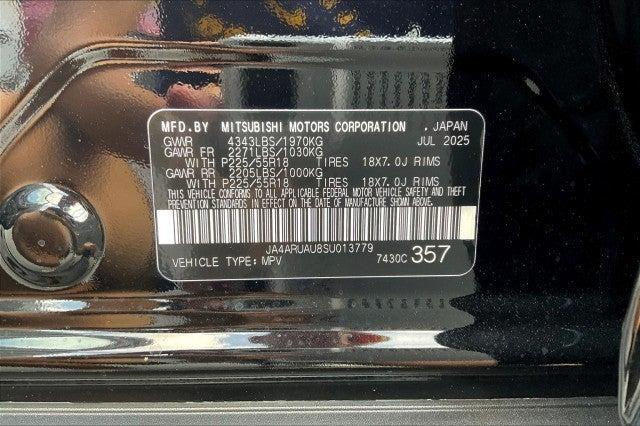 MFD.BY MITSUBISHI MOTORS CORPORATION . JAPAN
GWR 4343LBS/1970KG JUL 2025
GAWR FR 2271LBS/1030KG
WITH P225/55R18 TIRES 18X7.0J RIMS
GAWR RR 2205LBS/1000KG
WITH P225/55R18 TIRES 18X7.0J RIMS
THIS VEHICLE CONFORMS TO ALL APPLICABLE FEDERAL MOTOR VEHICLE SAFETY AND THEFT
PREVENTION STANDARDS IN EFFECT ON THE DATE OF MANUFACTURE SHOWN ABOVE.
JA4ARUAU8SU013779
VEHICLE TYPE:MPV 7430C 357